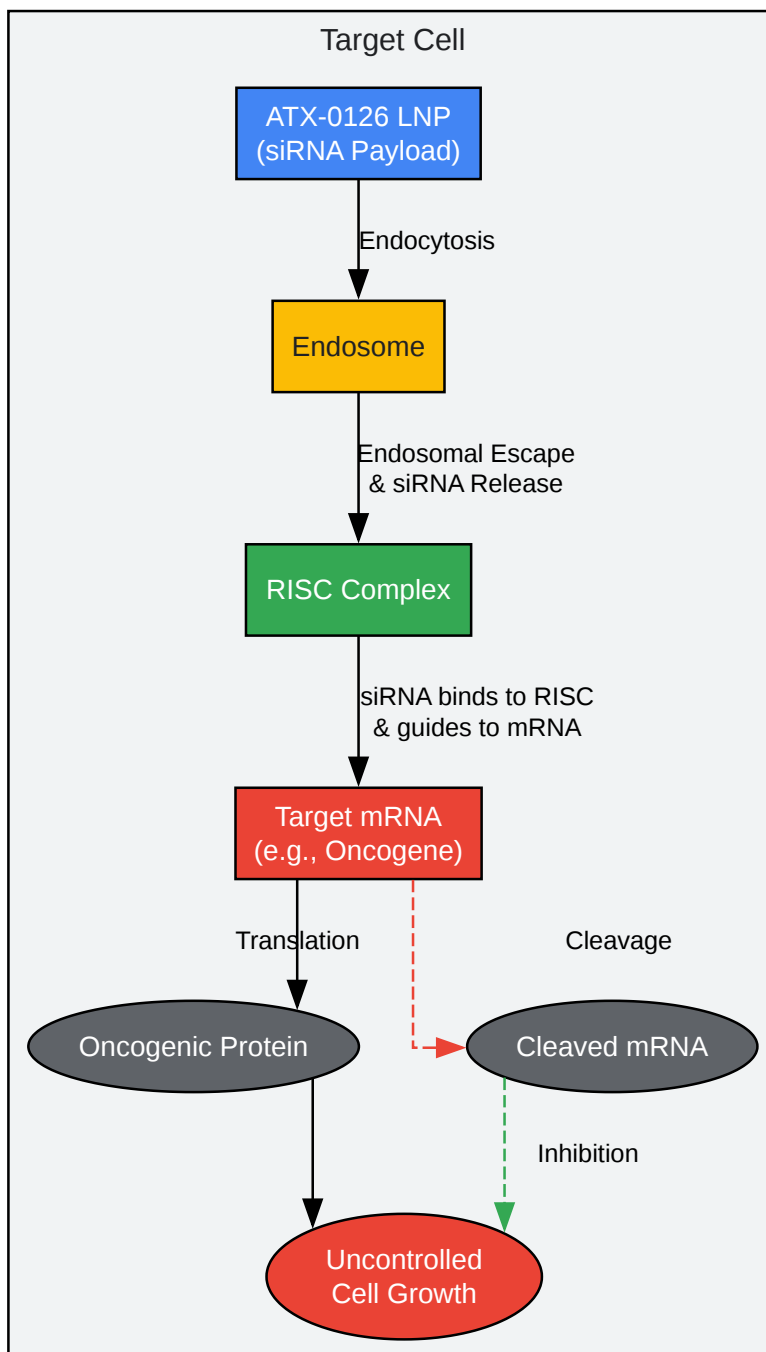 Target Cell
ATX-0126 LNP
(siRNA Payload)
Endocytosis
Endosome
Endosomal Escape
& siRNA Release
RISC Complex
siRNA binds to RISC
& guides to mRNA
Target mRNA
(e.g., Oncogene)
Translation
Cleavage
Oncogenic Protein
Cleaved mRNA
Inhibition
Uncontrolled
Cell Growth